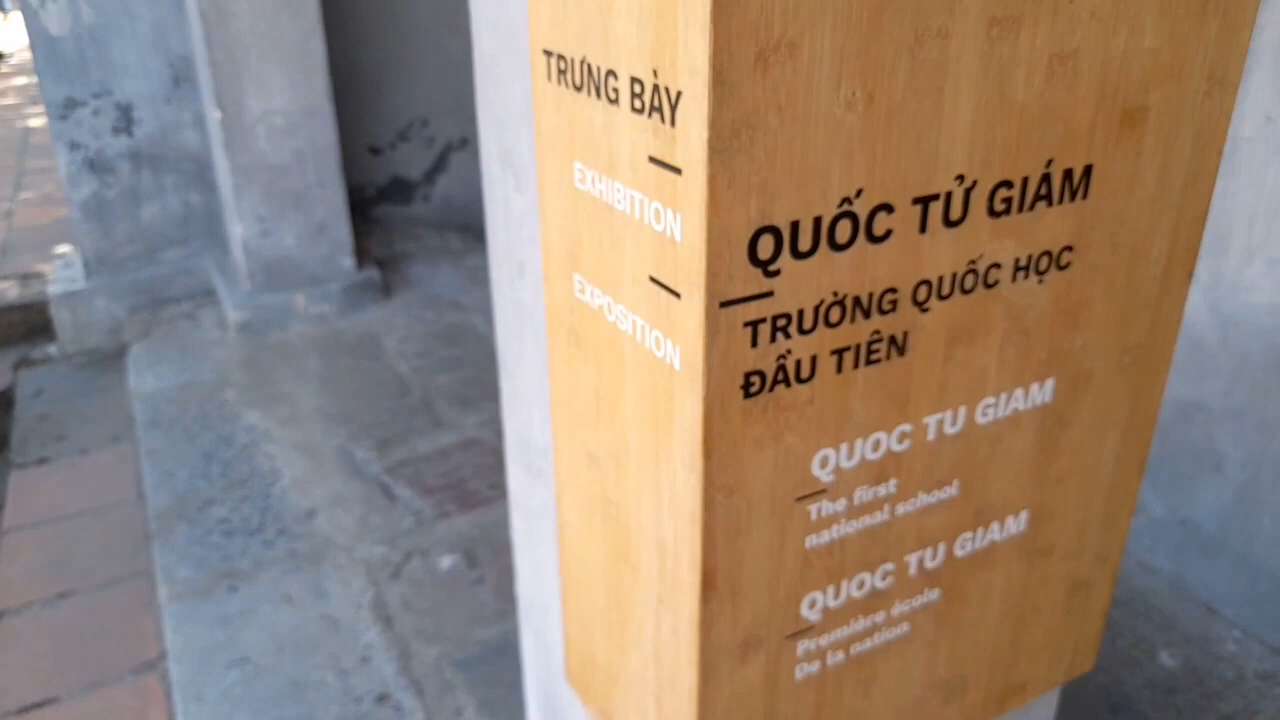 TRƯNG BÀY
EXHIBITION
EXPOSITION
QUỐC TỬ GIÁM
TRƯỜNG QUỐC HỌC
ĐẦU TIÊN
QUOC TU GIAM
The first
national school
QUOC TU GIAM
Première école
De la nation